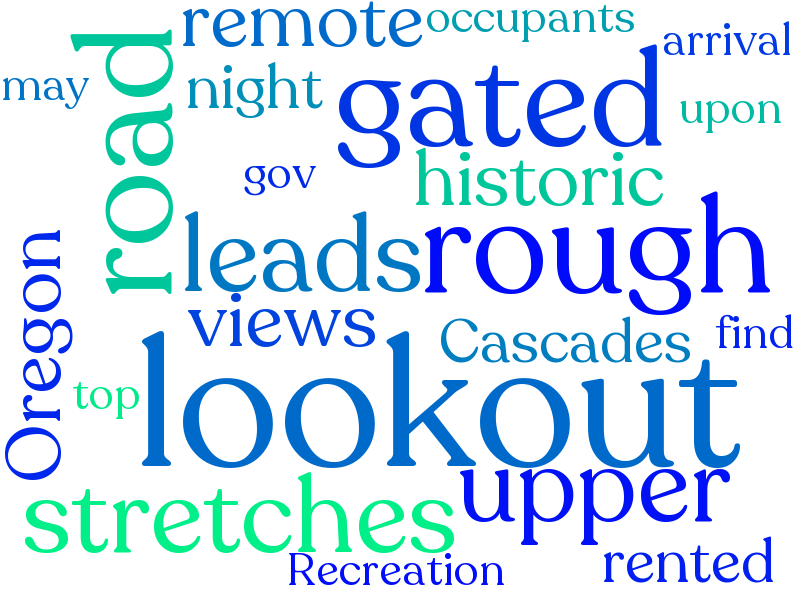 remote
occupants
arrival
road
may
night
gated
upon
gov
historic
leads
rough
Oregon
views
Cascades
find
top
lookout
stretches
upper
Recreation
rented